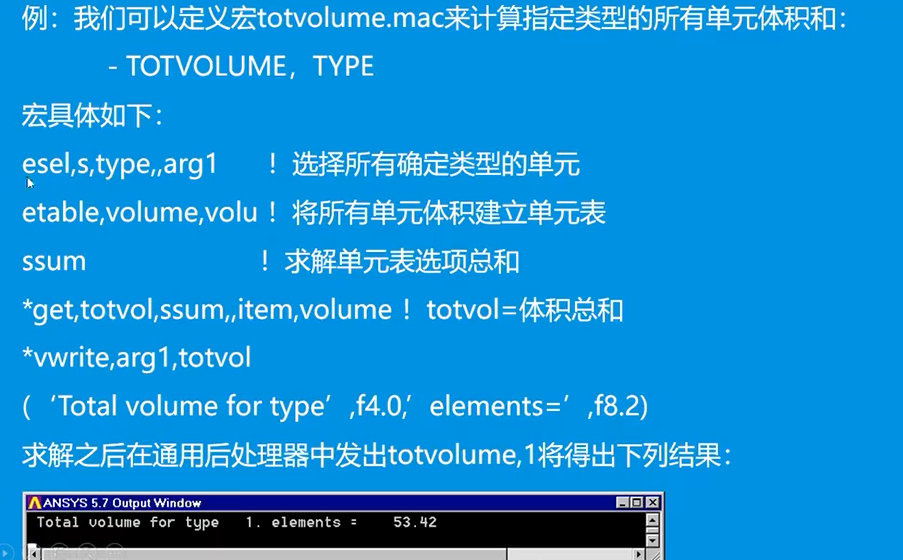 例：我们可以定义宏totvolume.mac来计算指定类型的所有单元体积和：
- TOTVOLUME，TYPE
宏具体如下：
esel,s,type,,arg1 ！选择所有确定类型的单元
etable,volume,volu！将所有单元体积建立单元表
ssum ！求解单元表选项总和
*get,totvol,ssum,,item,volume！totvol=体积总和
*vwrite,arg1,totvol
(‘Total volume for type’,f4.0,’elements=’,f8.2)
求解之后在通用后处理器中发出totvolume,1将得出下列结果：
ANSYS 5.7 Output Window
Total volume for type 1. elements = 53.42